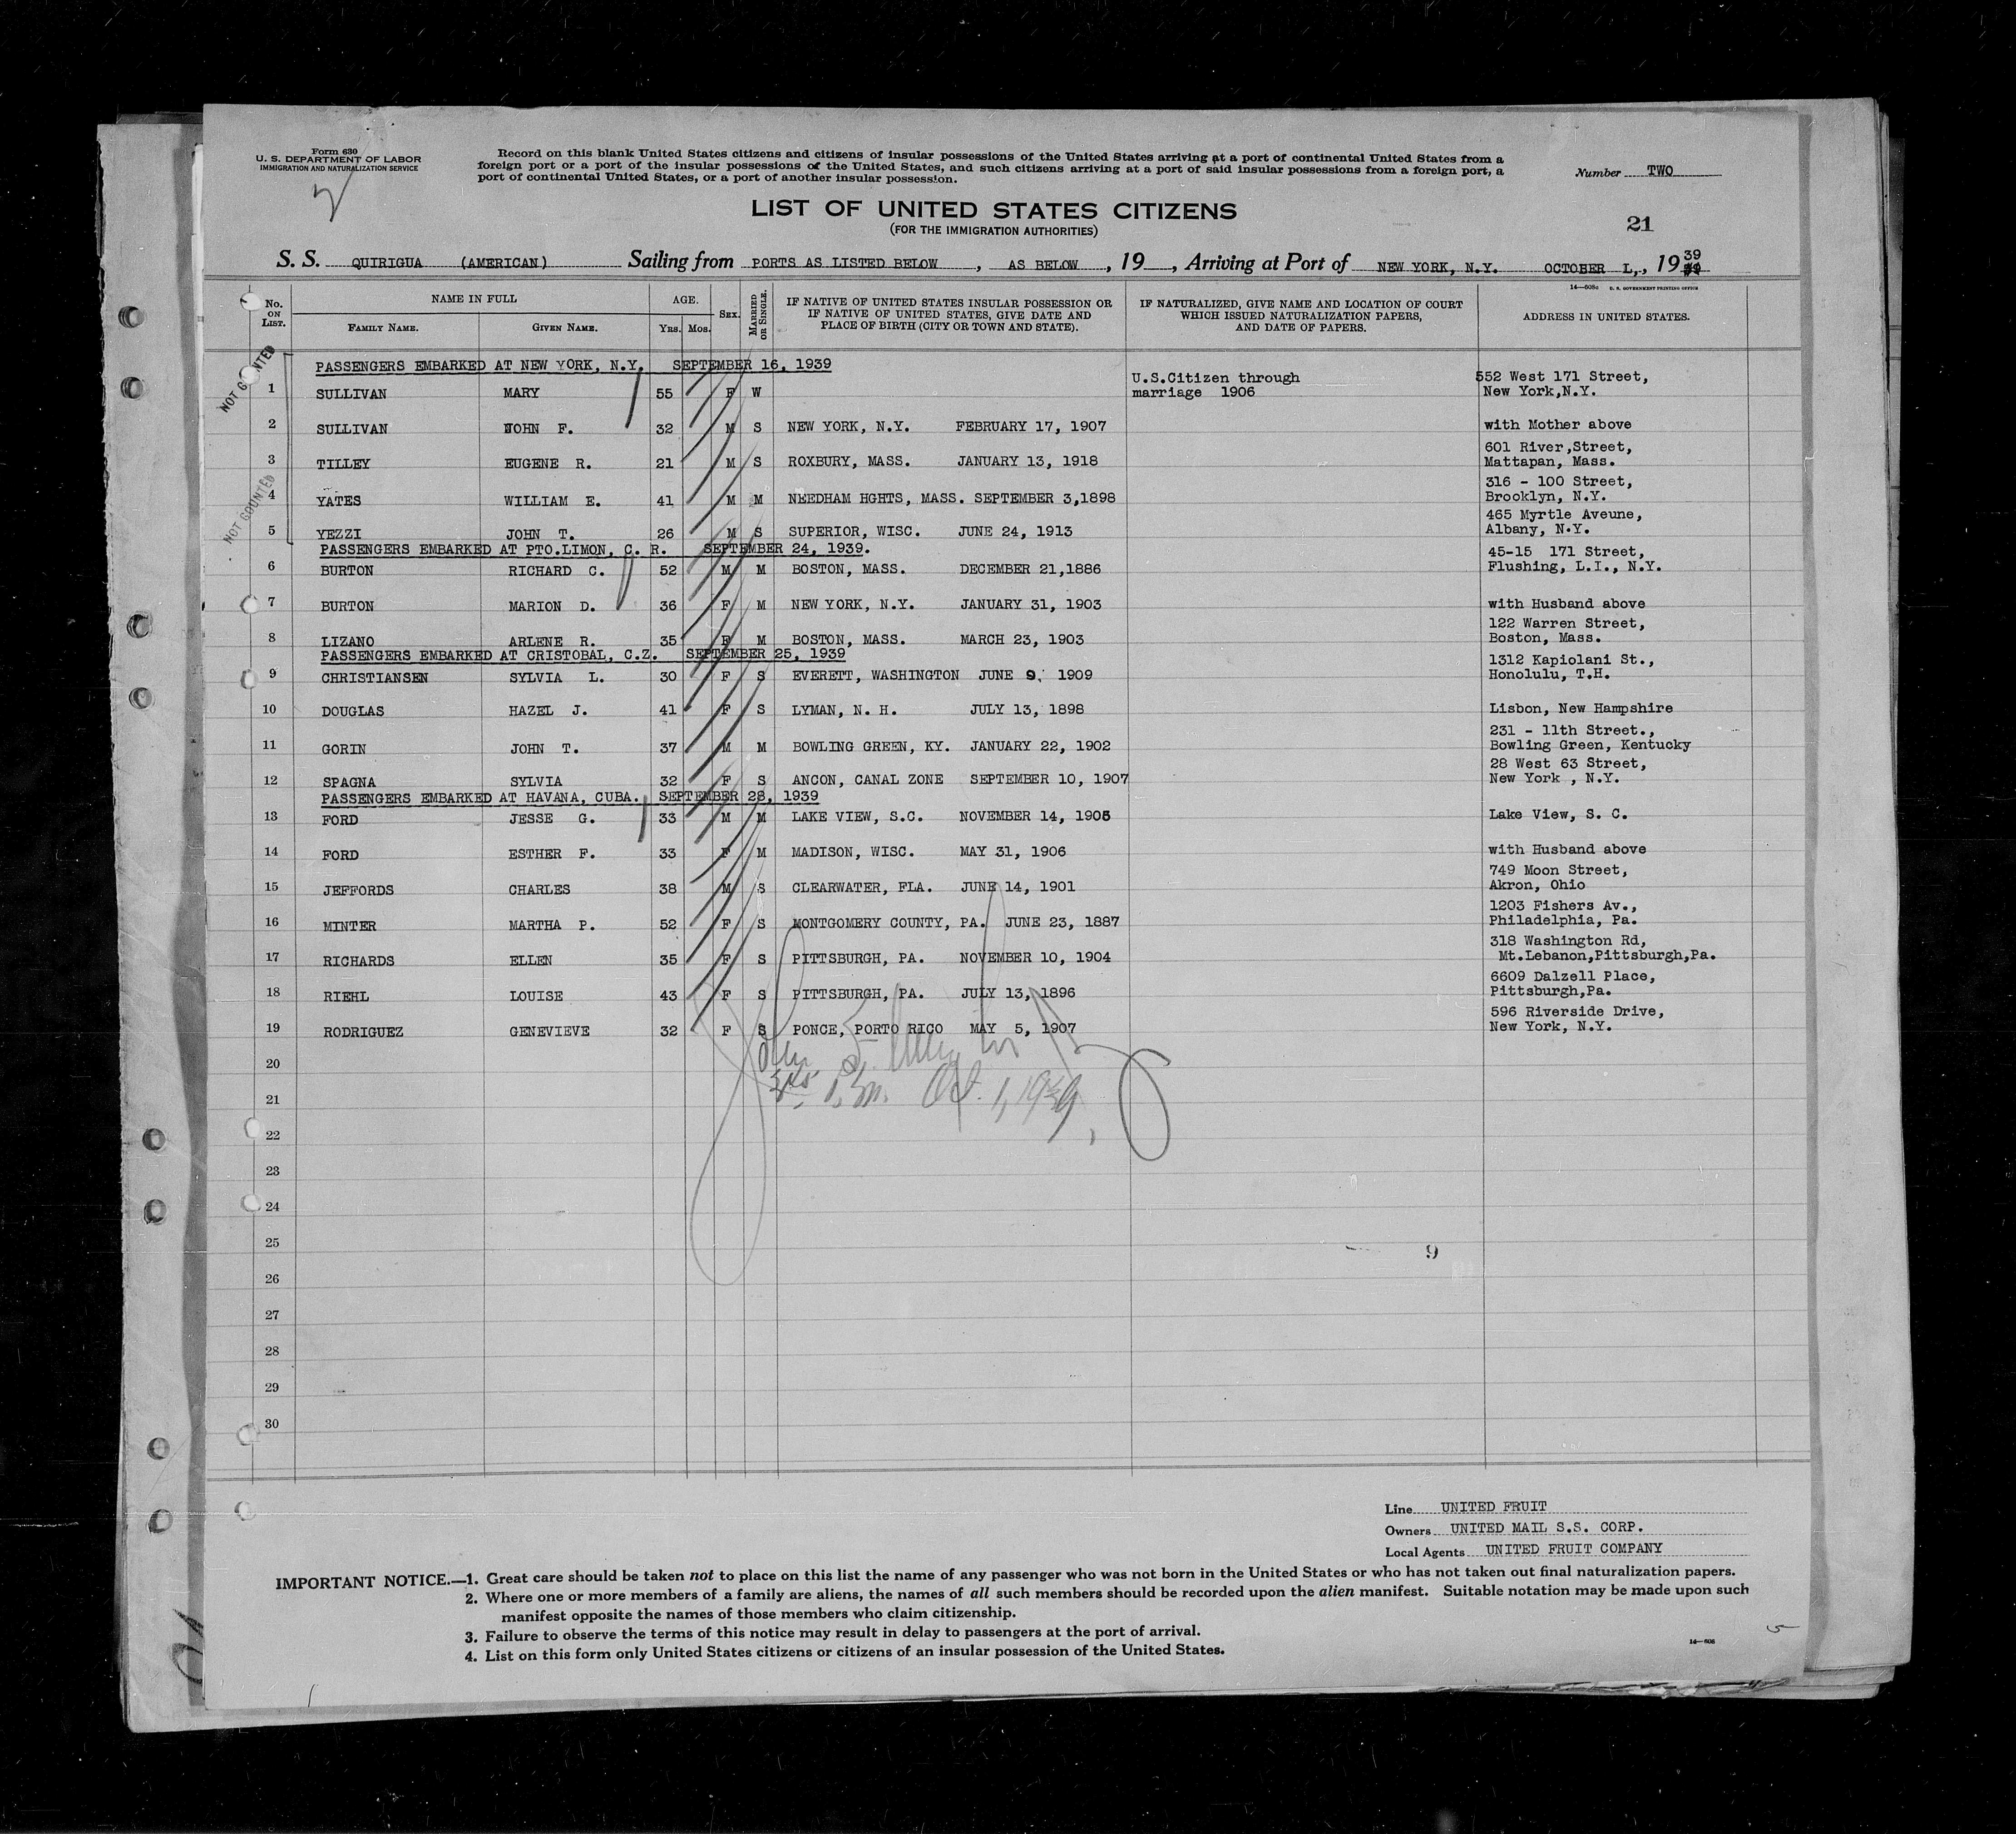 Form 630
U. S. DEPARTMENT OF LABOR
IMMIGRATION AND NATURALIZATION SERVICE
Record on this blank United States citizens and citizens of insular possessions of the United States arriving at a port of continental United States from a
foreign port or a port of the insular possessions of the United States, and such citizens arriving at a port of said insular possessions from a foreign port, a
port of continental United States, or a port of another insular possession.
Number TWO
21
LIST OF UNITED STATES CITIZENS
(FOR THE IMMIGRATION AUTHORITIES)
S. S. QUIRIGUA (AMERICAN) Sailing from PORTS AS LISTED BELOW, AS BELOW, 19 , Arriving at Port of NEW YORK, N.Y. OCTOBER 1,, 19 39
14—608a U. S. GOVERNMENT PRINTING OFFICE
No. ON LIST. NAME IN FULL FAMILY NAME. GIVEN NAME. AGE. YRS. MOS. SEX. MARRIED OR SINGLE. IF NATIVE OF UNITED STATES INSULAR POSSESSION OR IF NATIVE OF UNITED STATES, GIVE DATE AND PLACE OF BIRTH (CITY OR TOWN AND STATE). IF NATURALIZED, GIVE NAME AND LOCATION OF COURT WHICH ISSUED NATURALIZATION PAPERS, AND DATE OF PAPERS. ADDRESS IN UNITED STATES.
NOT COUNTED
PASSENGERS EMBARKED AT NEW YORK, N.Y. SEPTEMBER 16, 1939
1 SULLIVAN MARY 55 F W U.S.Citizen through marriage 1906 552 West 171 Street, New York,N.Y.
2 SULLIVAN JOHN F. 32 M S NEW YORK, N.Y. FEBRUARY 17, 1907 with Mother above
3 TILLEY EUGENE R. 21 M S ROXBURY, MASS. JANUARY 13, 1918 601 River,Street, Mattapan, Mass.
NOT COUNTED
4 YATES WILLIAM E. 41 M M NEEDHAM HGHTS, MASS. SEPTEMBER 3,1898 316 - 100 Street, Brooklyn, N.Y.
5 YEZZI JOHN T. 26 M S SUPERIOR, WISC. JUNE 24, 1913 465 Myrtle Aveune, Albany, N.Y.
PASSENGERS EMBARKED AT PTO.LIMON, C. R. SEPTEMBER 24, 1939.
6 BURTON RICHARD C. 52 M M BOSTON, MASS. DECEMBER 21,1886 45-15 171 Street, Flushing, L.I., N.Y.
7 BURTON MARION D. 36 F M NEW YORK, N.Y. JANUARY 31, 1903 with Husband above
8 LIZANO ARLENE R. 35 F M BOSTON, MASS. MARCH 23, 1903 122 Warren Street, Boston, Mass.
PASSENGERS EMBARKED AT CRISTOBAL, C.Z. SEPTEMBER 25, 1939
9 CHRISTIANSEN SYLVIA L. 30 F S EVERETT, WASHINGTON JUNE 9, 1909 1312 Kapiolani St., Honolulu, T.H.
10 DOUGLAS HAZEL J. 41 F S LYMAN, N. H. JULY 13, 1898 Lisbon, New Hampshire
11 GORIN JOHN T. 37 M M BOWLING GREEN, KY. JANUARY 22, 1902 231 - 11th Street., Bowling Green, Kentucky
12 SPAGNA SYLVIA 32 F S ANCON, CANAL ZONE SEPTEMBER 10, 1907 28 West 63 Street, New York , N.Y.
PASSENGERS EMBARKED AT HAVANA, CUBA. SEPTEMBER 28, 1939
13 FORD JESSE G. 33 M M LAKE VIEW, S.C. NOVEMBER 14, 1905 Lake View, S. C.
14 FORD ESTHER F. 33 F M MADISON, WISC. MAY 31, 1906 with Husband above
15 JEFFORDS CHARLES 38 M S CLEARWATER, FLA. JUNE 14, 1901 749 Moon Street, Akron, Ohio
16 MINTER MARTHA P. 52 F S MONTGOMERY COUNTY, PA. JUNE 23, 1887 1203 Fishers Av., Philadelphia, Pa.
17 RICHARDS ELLEN 35 F S PITTSBURGH, PA. NOVEMBER 10, 1904 318 Washington Rd, Mt.Lebanon,Pittsburgh,Pa.
18 RIEHL LOUISE 43 F S PITTSBURGH, PA. JULY 13, 1896 6609 Dalzell Place, Pittsburgh,Pa.
19 RODRIGUEZ GENEVIEVE 32 F S PONCE, PORTO RICO MAY 5, 1907 596 Riverside Drive, New York, N.Y.
20
Oct. 1, 1939
21
22
23
24
25
9
26
27
28
29
30
Line UNITED FRUIT
Owners UNITED MAIL S.S. CORP.
Local Agents UNITED FRUIT COMPANY
IMPORTANT NOTICE.—1. Great care should be taken not to place on this list the name of any passenger who was not born in the United States or who has not taken out final naturalization papers.
2. Where one or more members of a family are aliens, the names of all such members should be recorded upon the alien manifest. Suitable notation may be made upon such
manifest opposite the names of those members who claim citizenship.
3. Failure to observe the terms of this notice may result in delay to passengers at the port of arrival.
4. List on this form only United States citizens or citizens of an insular possession of the United States.
14—608
5